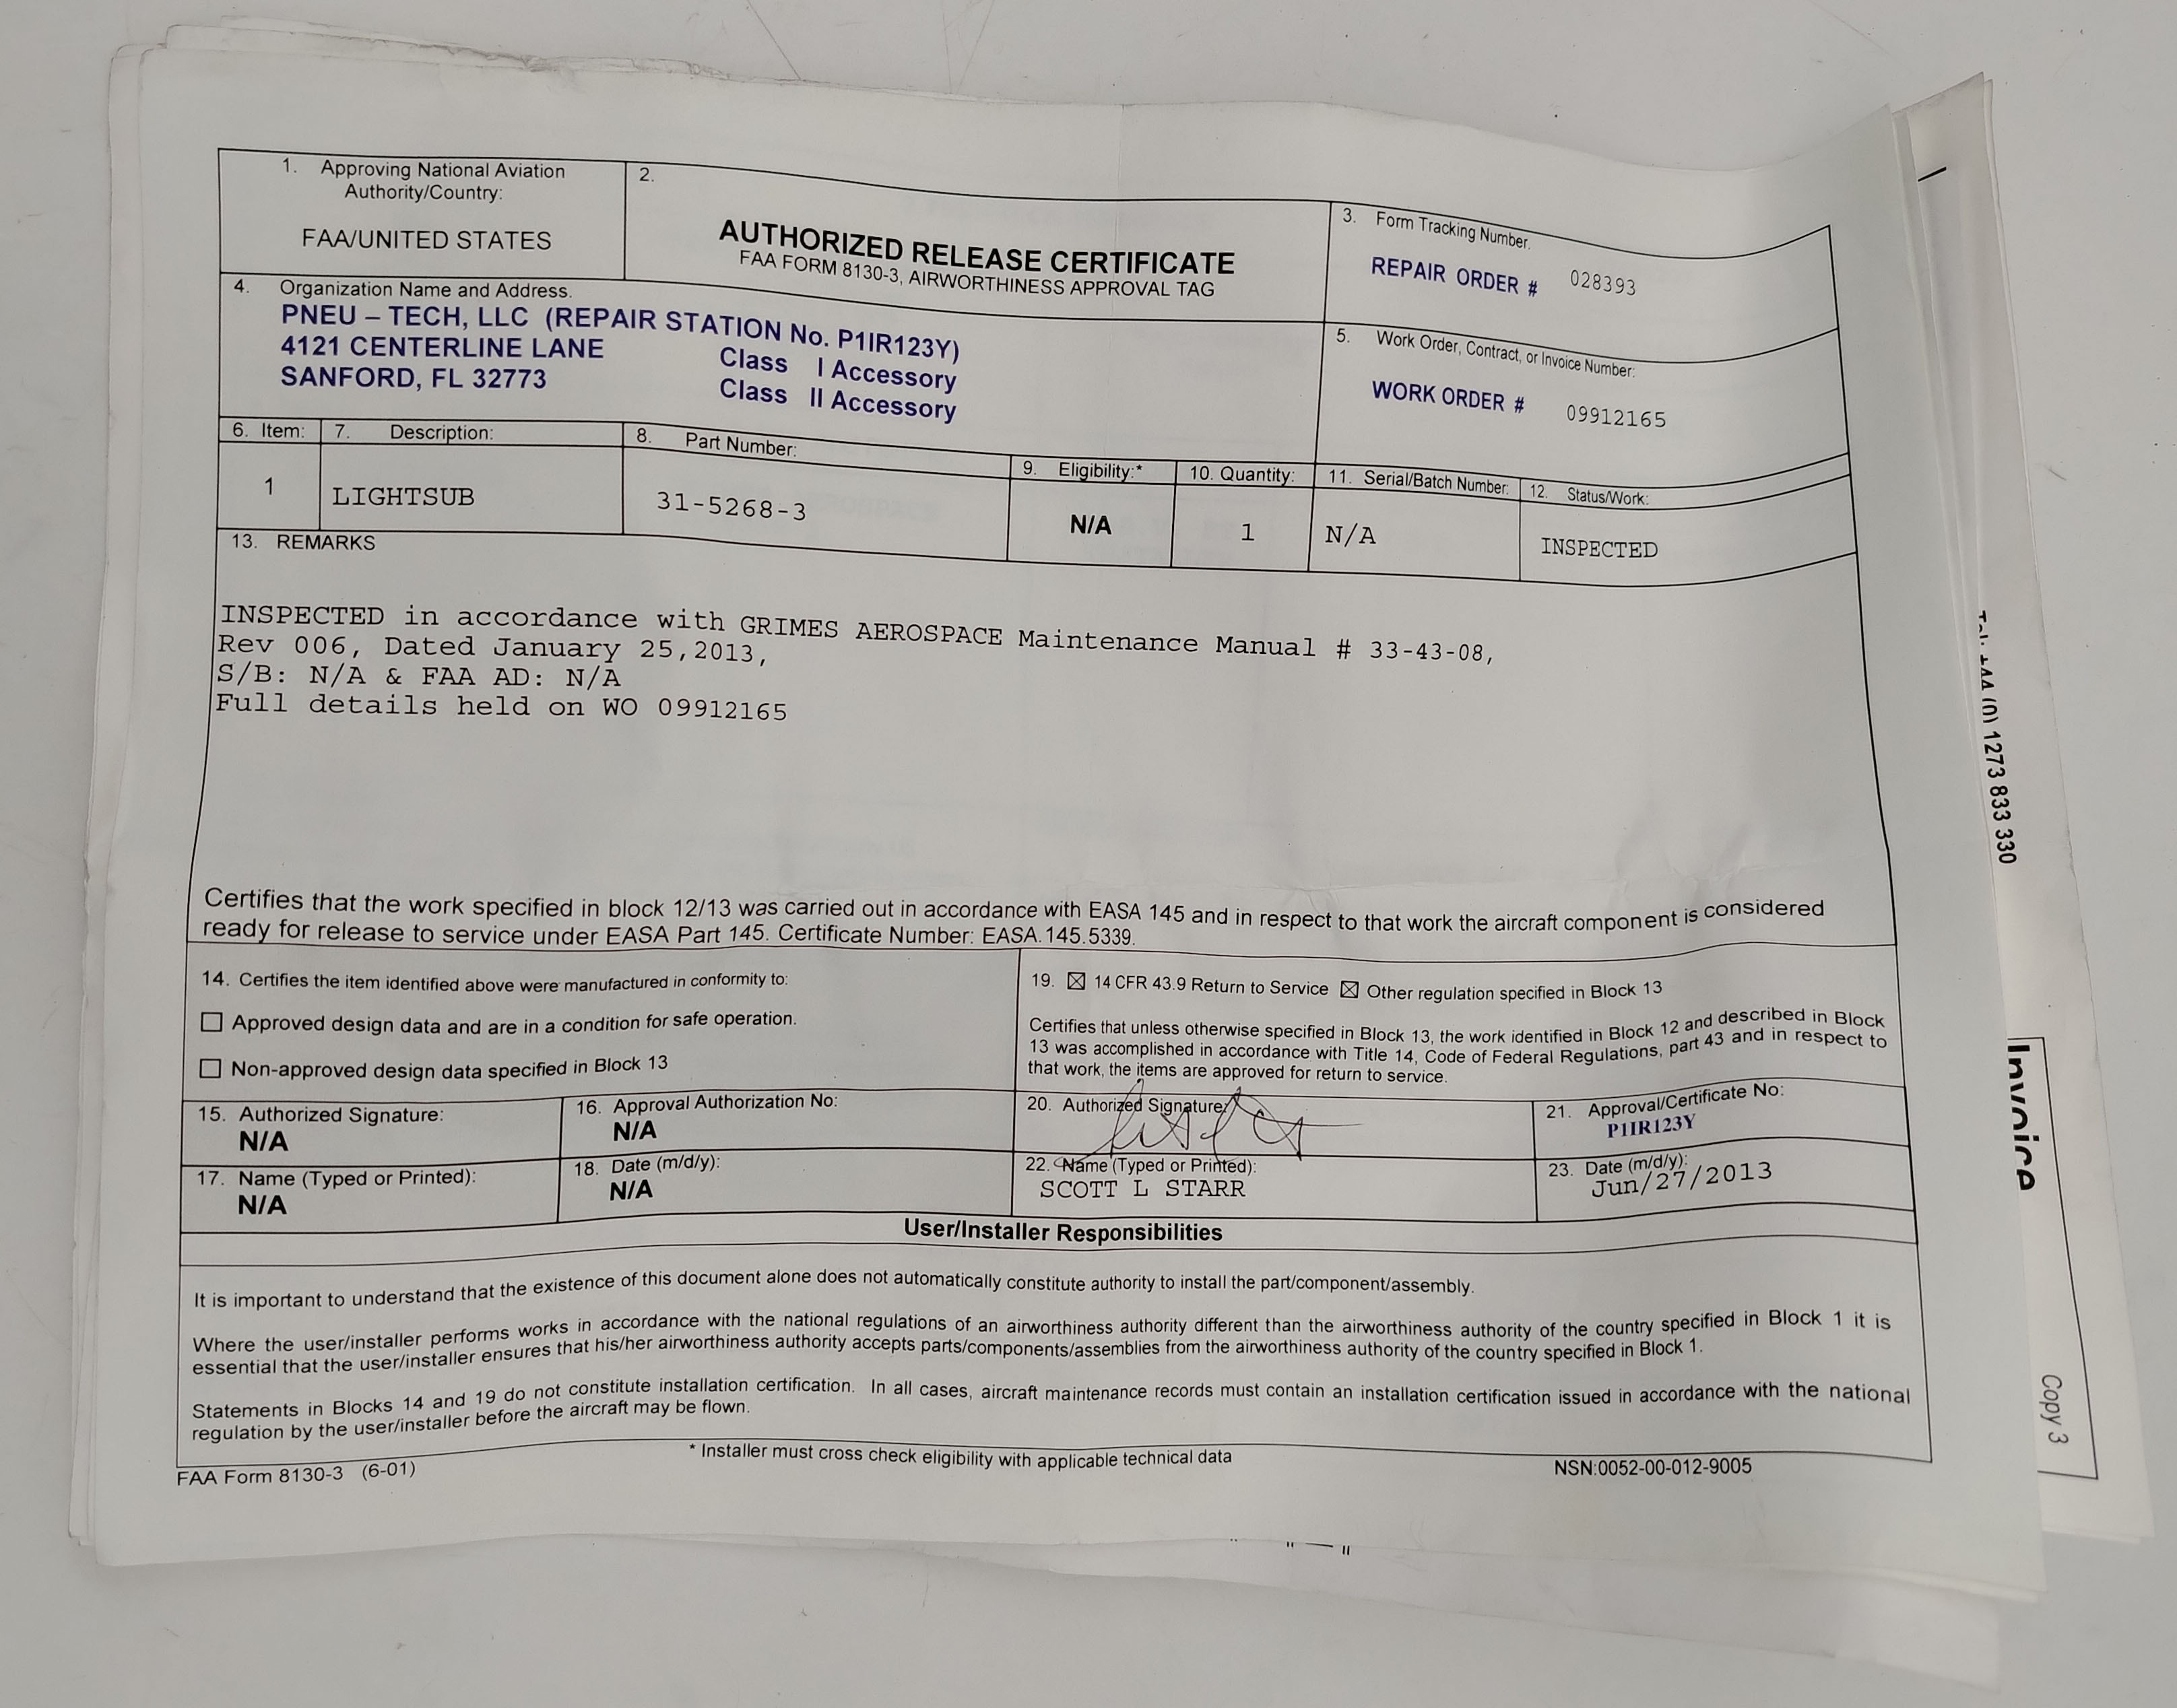 1. Approving National Aviation
Authority/Country:
FAA/UNITED STATES
2.
AUTHORIZED RELEASE CERTIFICATE
FAA FORM 8130-3, AIRWORTHINESS APPROVAL TAG
3. Form Tracking Number.
REPAIR ORDER # 028393
4. Organization Name and Address.
PNEU – TECH, LLC (REPAIR STATION No. P1IR123Y)
4121 CENTERLINE LANE Class I Accessory
SANFORD, FL 32773 Class II Accessory
5. Work Order, Contract, or Invoice Number:
WORK ORDER # 09912165
6. Item: 7. Description: 8. Part Number: 9. Eligibility:* 10. Quantity: 11. Serial/Batch Number: 12. Status/Work:
1 LIGHTSUB 31-5268-3 N/A 1 N/A INSPECTED
13. REMARKS
INSPECTED in accordance with GRIMES AEROSPACE Maintenance Manual # 33-43-08,
Rev 006, Dated January 25,2013,
S/B: N/A & FAA AD: N/A
Full details held on WO 09912165
Certifies that the work specified in block 12/13 was carried out in accordance with EASA 145 and in respect to that work the aircraft component is considered
ready for release to service under EASA Part 145. Certificate Number: EASA.145.5339.
14. Certifies the item identified above were manufactured in conformity to:
☐ Approved design data and are in a condition for safe operation.
☐ Non-approved design data specified in Block 13
19. ☒ 14 CFR 43.9 Return to Service ☒ Other regulation specified in Block 13
Certifies that unless otherwise specified in Block 13, the work identified in Block 12 and described in Block
13 was accomplished in accordance with Title 14, Code of Federal Regulations, part 43 and in respect to
that work, the items are approved for return to service.
15. Authorized Signature:
N/A
16. Approval Authorization No:
N/A
20. Authorized Signature:
21. Approval/Certificate No:
P1IR123Y
17. Name (Typed or Printed):
N/A
18. Date (m/d/y):
N/A
22. Name (Typed or Printed):
SCOTT L STARR
23. Date (m/d/y):
Jun/27/2013
User/Installer Responsibilities
It is important to understand that the existence of this document alone does not automatically constitute authority to install the part/component/assembly.
Where the user/installer performs works in accordance with the national regulations of an airworthiness authority different than the airworthiness authority of the country specified in Block 1 it is
essential that the user/installer ensures that his/her airworthiness authority accepts parts/components/assemblies from the airworthiness authority of the country specified in Block 1.
Statements in Blocks 14 and 19 do not constitute installation certification. In all cases, aircraft maintenance records must contain an installation certification issued in accordance with the national
regulation by the user/installer before the aircraft may be flown.
* Installer must cross check eligibility with applicable technical data
FAA Form 8130-3 (6-01)
NSN:0052-00-012-9005
(0) 1273 833 330
Invoice
Copy 3